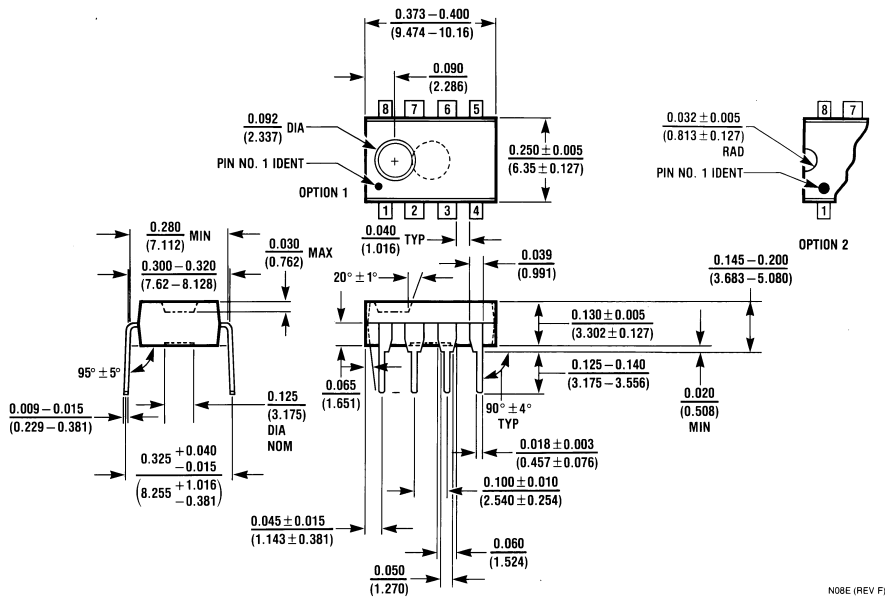 0.373 – 0.400
(9.474 – 10.16)
0.090
(2.286)
8 7 6 5
0.092 DIA
(2.337)
PIN NO. 1 IDENT
OPTION 1
1 2 3 4
0.250 ± 0.005
(6.35 ± 0.127)
0.032 ± 0.005
(0.813 ± 0.127)
RAD
PIN NO. 1 IDENT
8 7
1
OPTION 2
0.280 MIN
(7.112)
0.300 – 0.320
(7.62 – 8.128)
0.030 MAX
(0.762)
0.040 TYP
(1.016)
20° ± 1°
0.039
(0.991)
0.145 – 0.200
(3.683 – 5.080)
0.130 ± 0.005
(3.302 ± 0.127)
0.125 – 0.140
(3.175 – 3.556)
0.020
(0.508)
MIN
95° ± 5°
0.009 – 0.015
(0.229 – 0.381)
0.125
(3.175)
DIA
NOM
0.065
(1.651)
90° ± 4°
TYP
0.018 ± 0.003
(0.457 ± 0.076)
0.325 +0.040
−0.015
(8.255 +1.016
−0.381)
0.100 ± 0.010
(2.540 ± 0.254)
0.045 ± 0.015
(1.143 ± 0.381)
0.060
(1.524)
0.050
(1.270)
N08E (REV F)